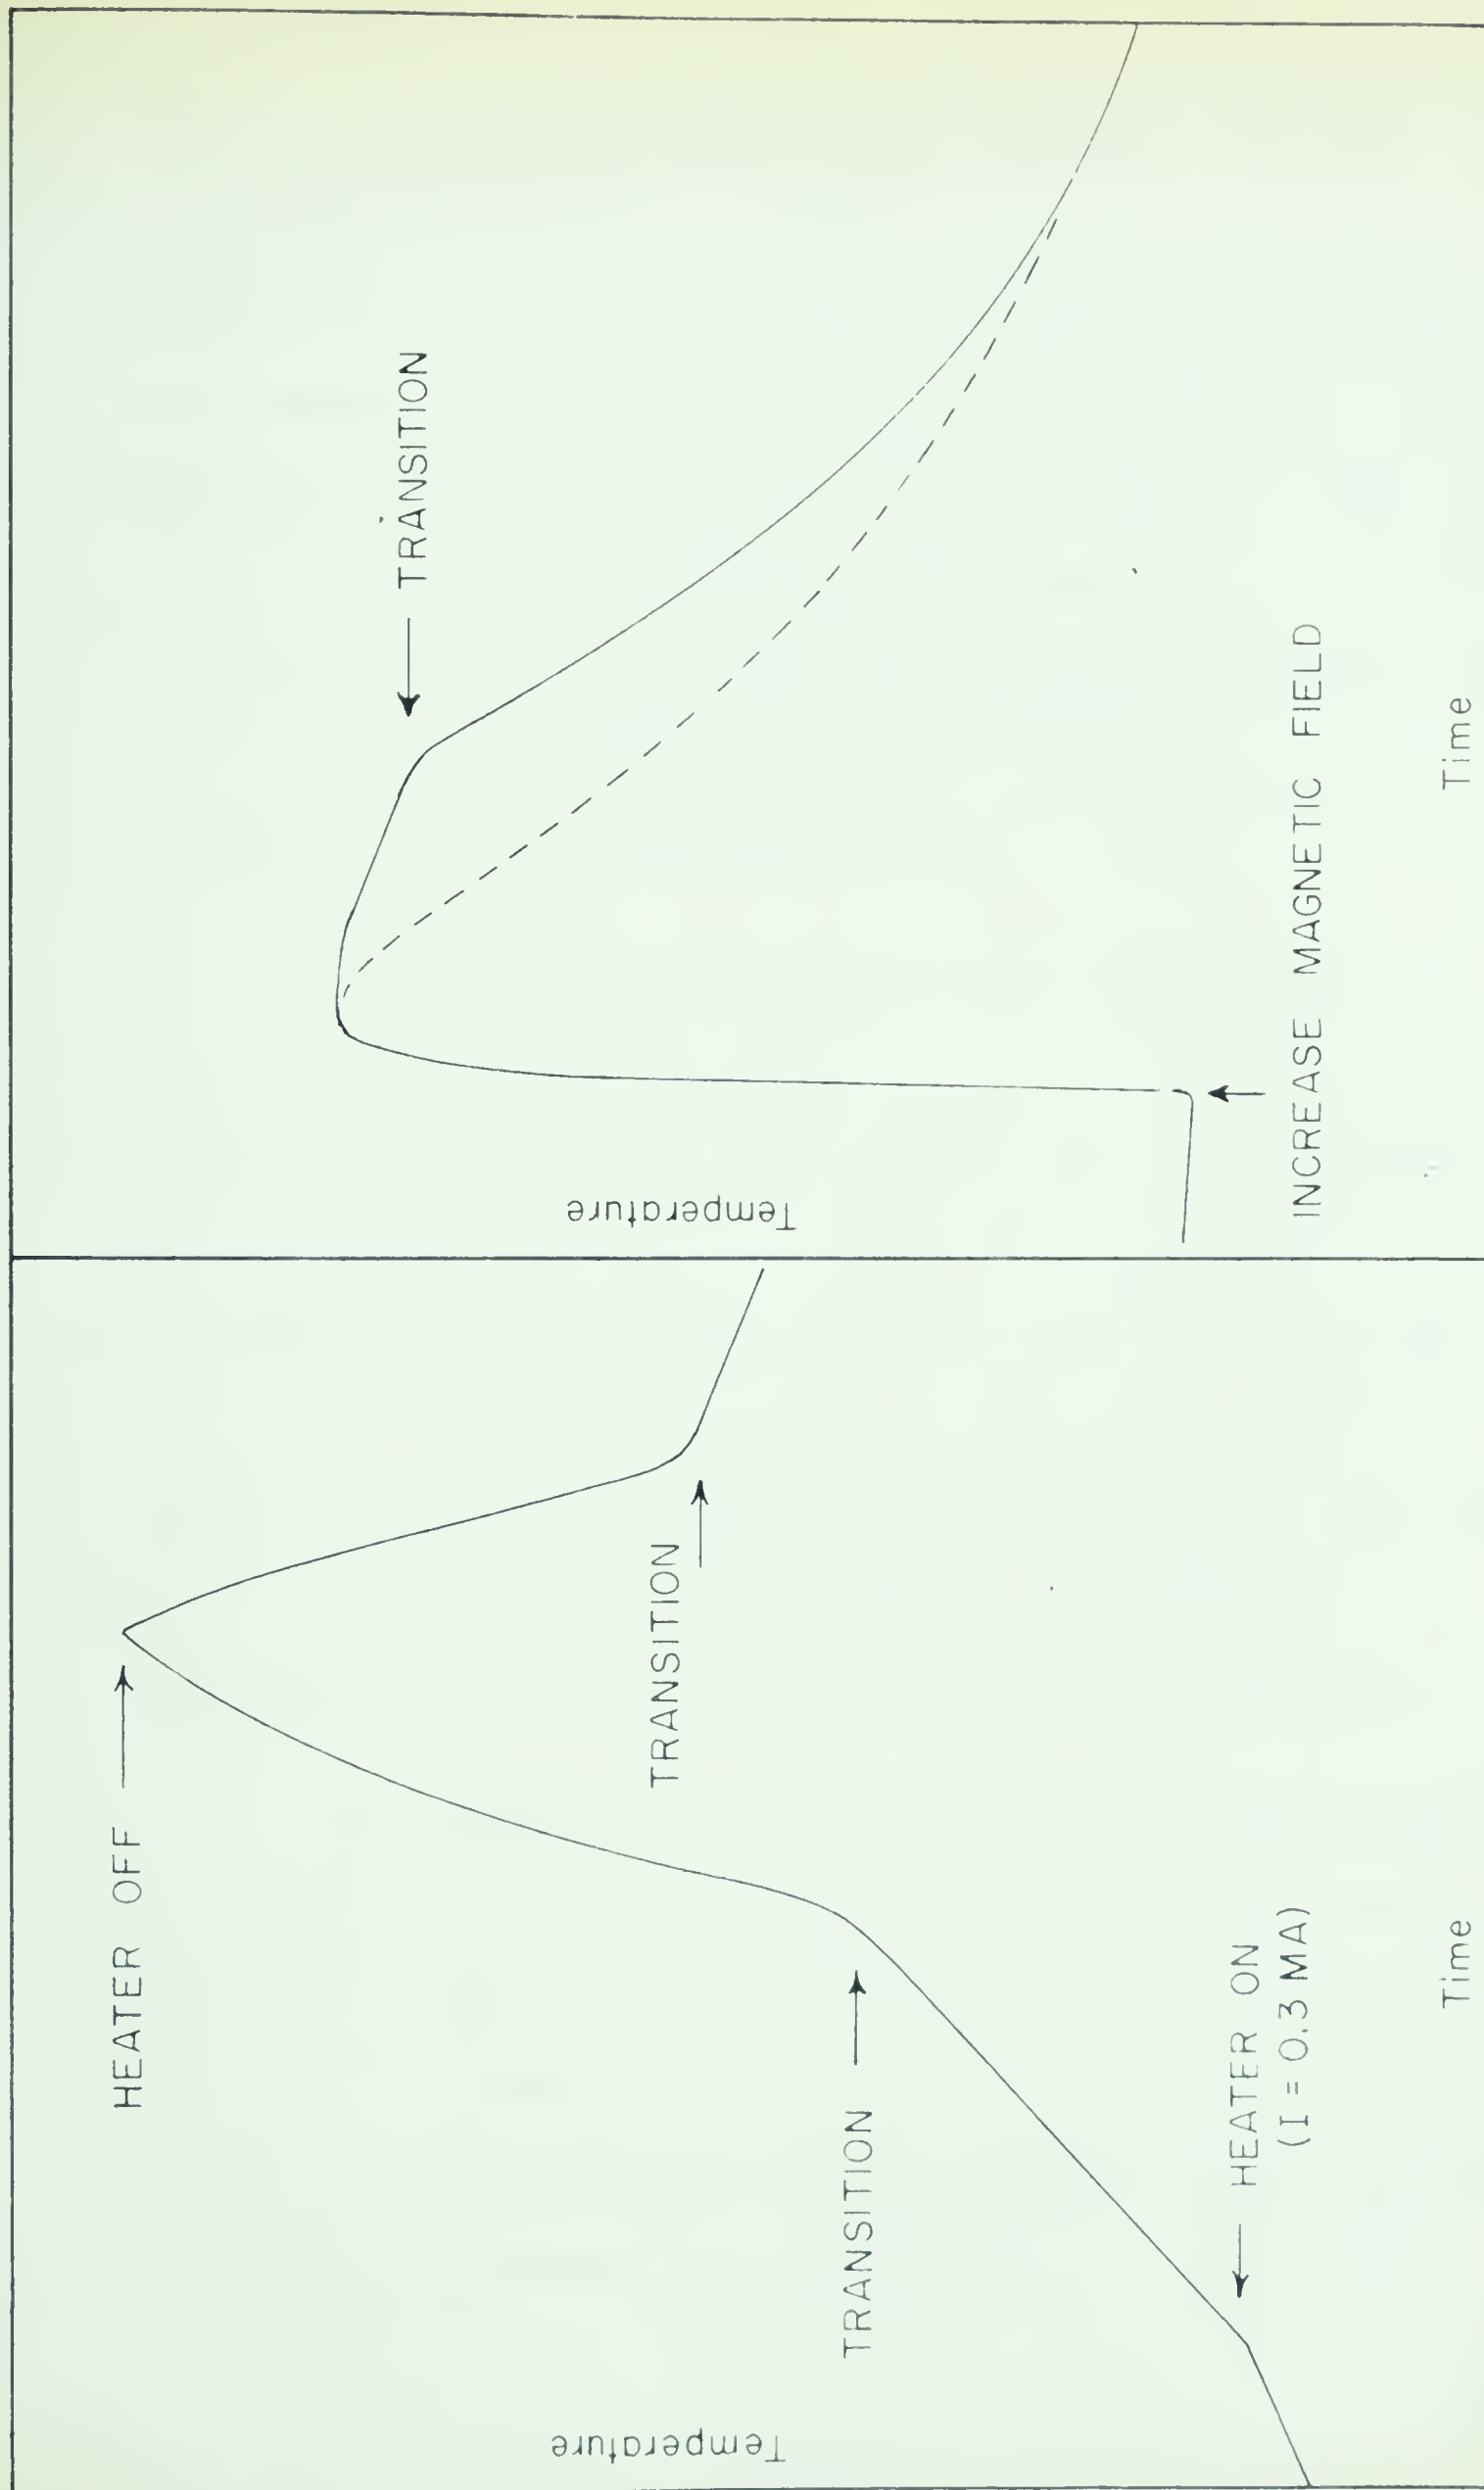 HEATER OFF
TRANSITION
TRANSITION
HEATER ON
(I = 0.3 MA)
Temperature
Time
TRANSITION
INCREASE MAGNETIC FIELD
Temperature
Time